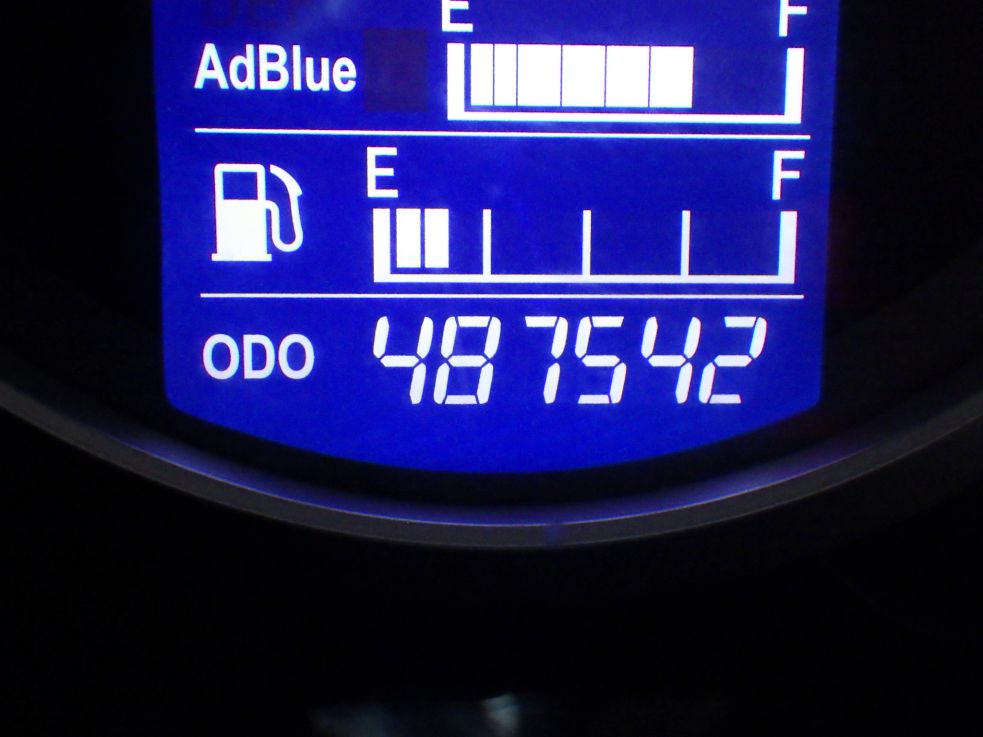 E F
AdBlue
E F
ODO 487542